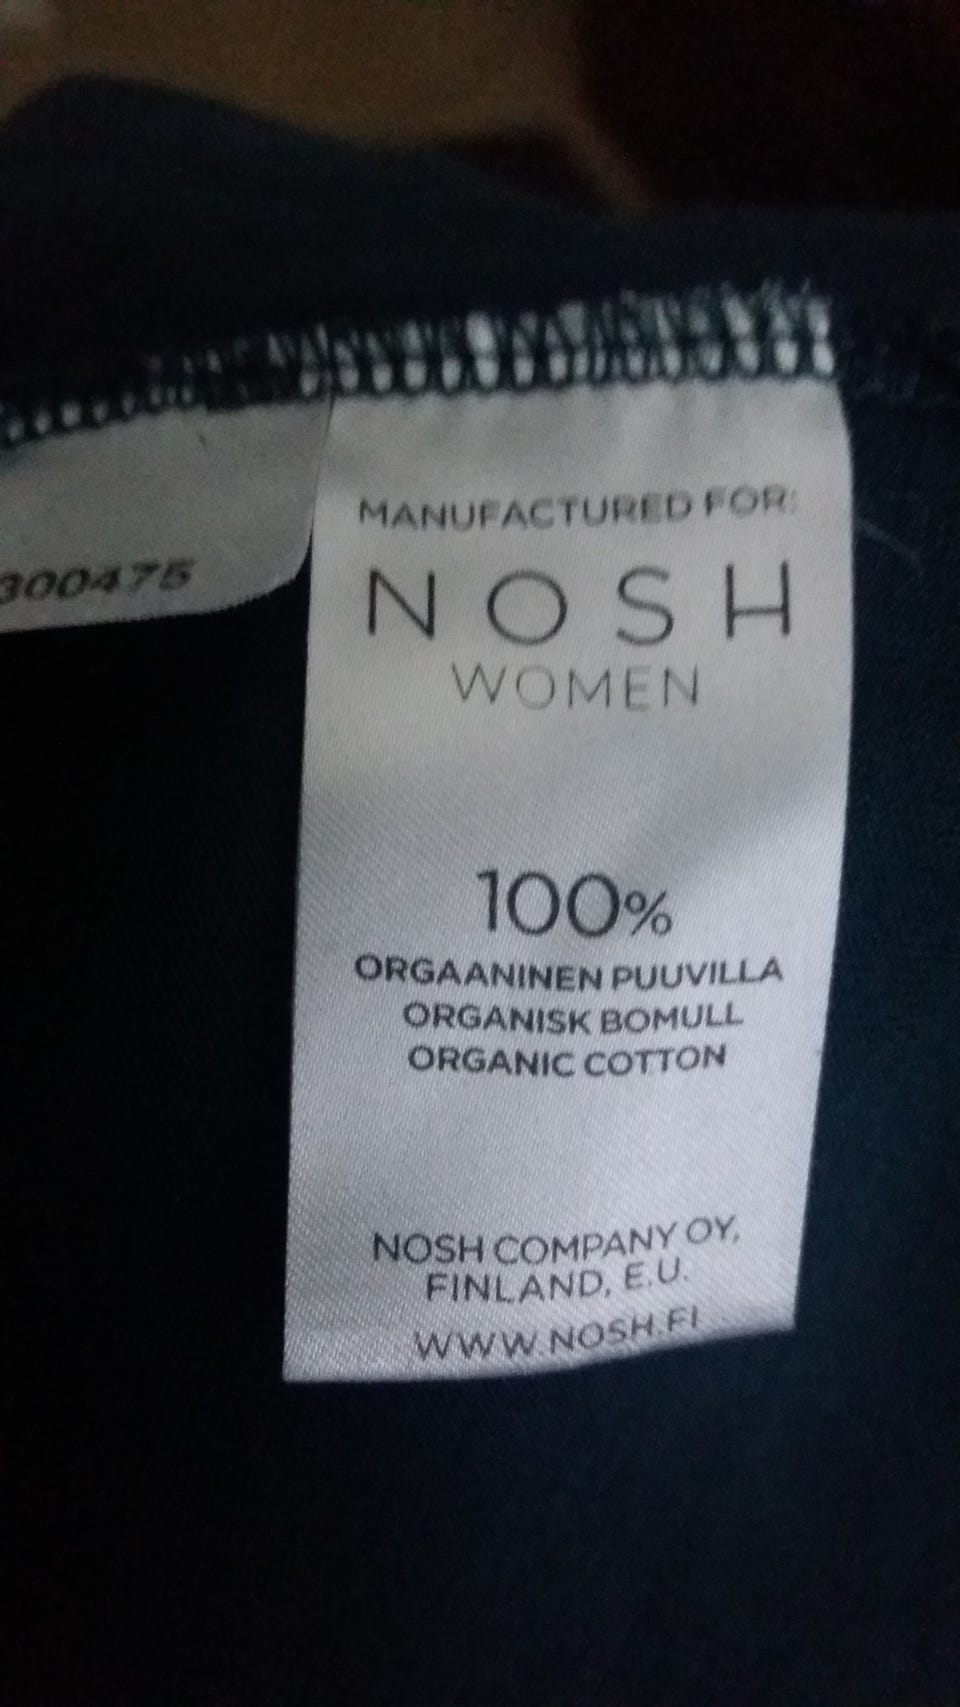 300475
MANUFACTURED FOR:
NOSH
WOMEN
100%
ORGAANINEN PUUVILLA
ORGANISK BOMULL
ORGANIC COTTON
NOSH COMPANY OY,
FINLAND, E.U.
WWW.NOSH.FI